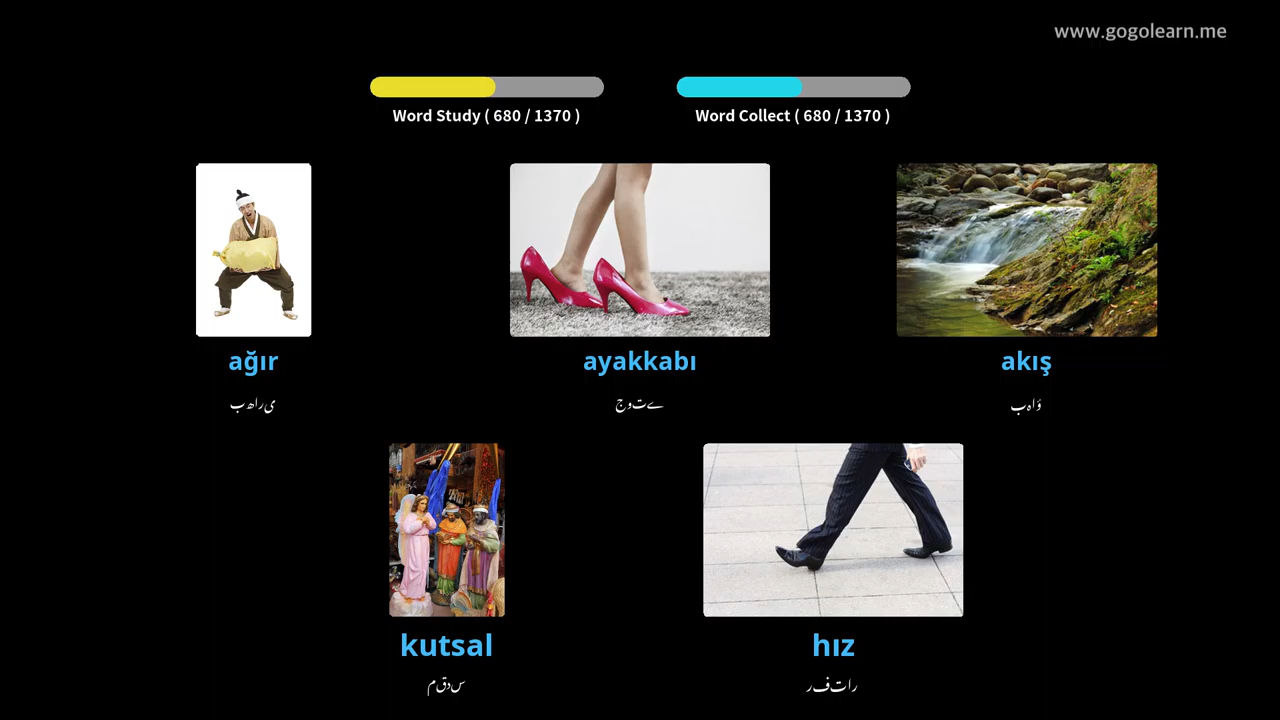 www.gogolearn.me
Word Study ( 680 / 1370 )
Word Collect ( 680 / 1370 )
ağır
ayakkabı
akış
بھاری
جوتے
بہاؤ
kutsal
hız
مقدس
رفتار